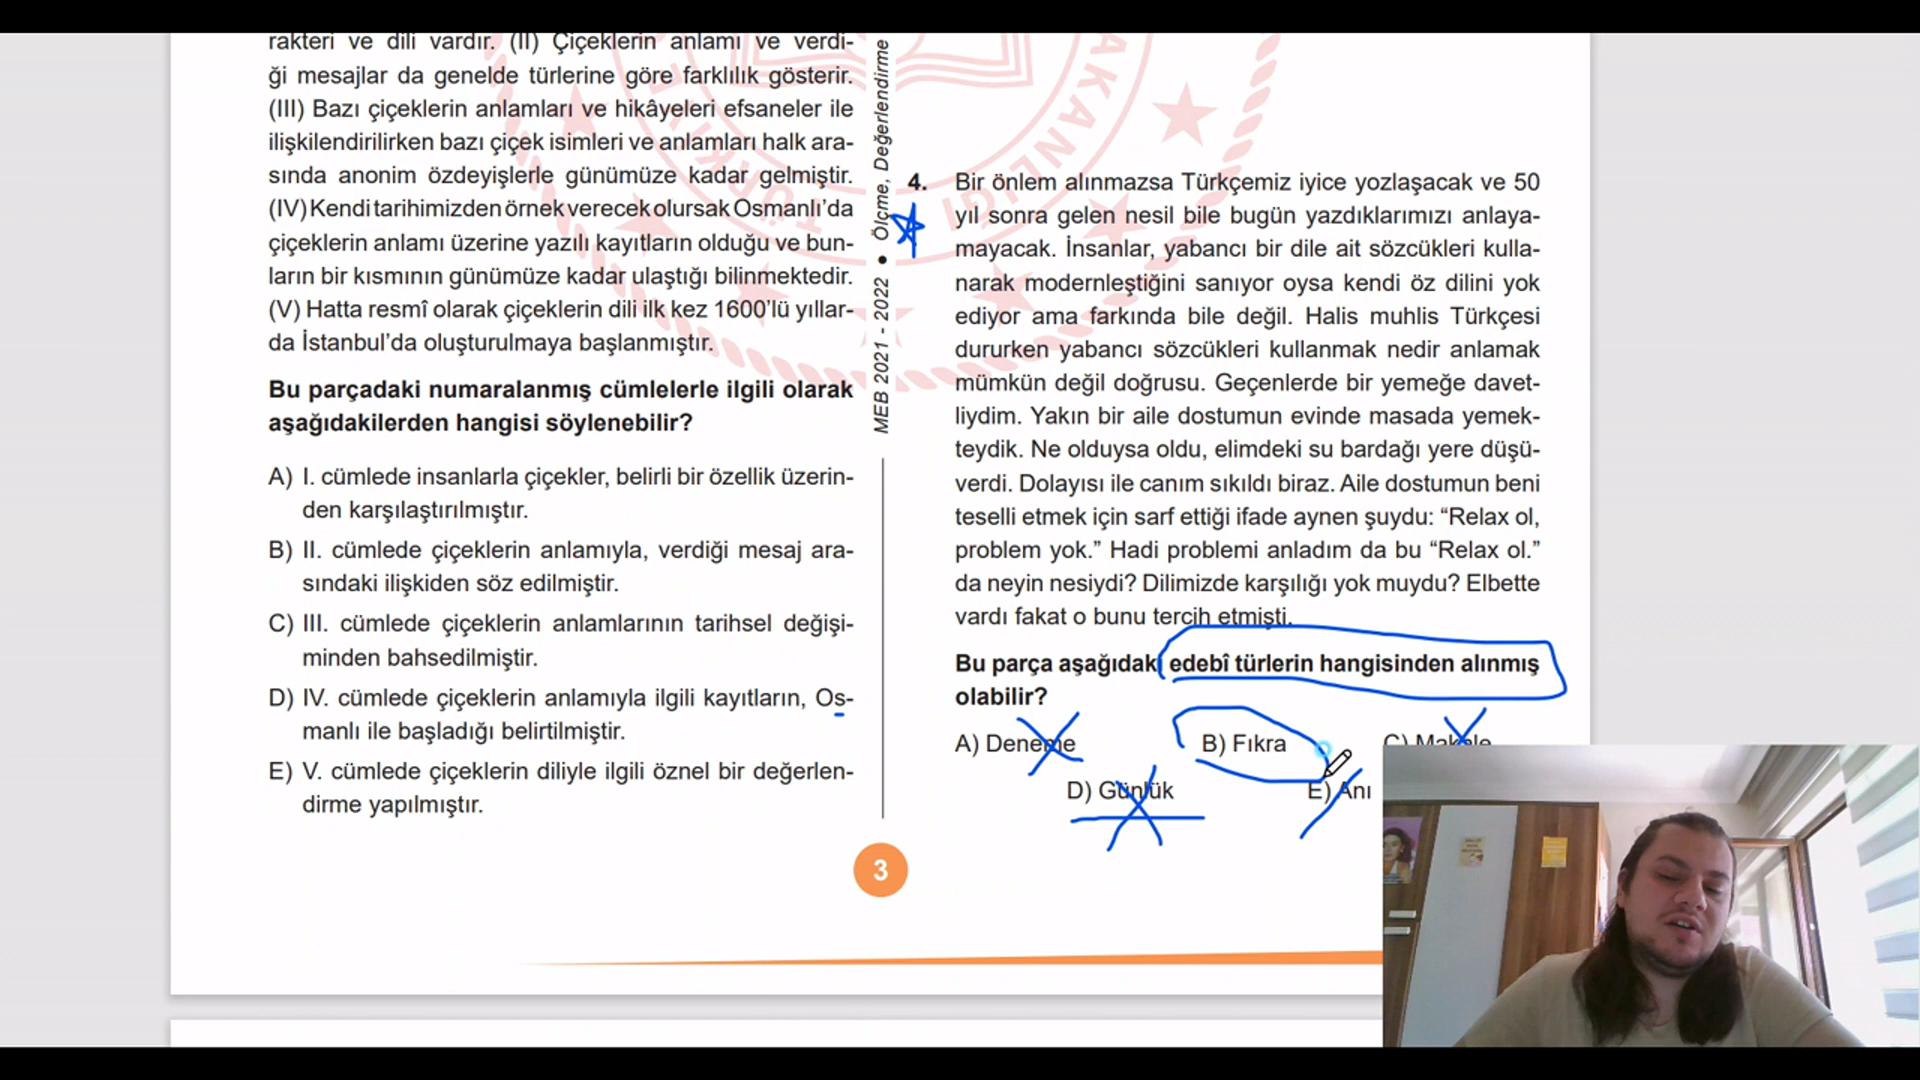 rakteri ve dili vardır. (II) Çiçeklerin anlamı ve verdi-
ği mesajlar da genelde türlerine göre farklılık gösterir.
(III) Bazı çiçeklerin anlamları ve hikâyeleri efsaneler ile
ilişkilendirilirken bazı çiçek isimleri ve anlamları halk ara-
sında anonim özdeyişlerle günümüze kadar gelmiştir.
(IV) Kendi tarihimizden örnek verecek olursak Osmanlı’da
çiçeklerin anlamı üzerine yazılı kayıtların olduğu ve bun-
ların bir kısmının günümüze kadar ulaştığı bilinmektedir.
(V) Hatta resmî olarak çiçeklerin dili ilk kez 1600’lü yıllar-
da İstanbul’da oluşturulmaya başlanmıştır.
Bu parçadaki numaralanmış cümlelerle ilgili olarak
aşağıdakilerden hangisi söylenebilir?
A) I. cümlede insanlarla çiçekler, belirli bir özellik üzerin-
den karşılaştırılmıştır.
B) II. cümlede çiçeklerin anlamıyla, verdiği mesaj ara-
sındaki ilişkiden söz edilmiştir.
C) III. cümlede çiçeklerin anlamlarının tarihsel değişi-
minden bahsedilmiştir.
D) IV. cümlede çiçeklerin anlamıyla ilgili kayıtların, Os-
manlı ile başladığı belirtilmiştir.
E) V. cümlede çiçeklerin diliyle ilgili öznel bir değerlen-
dirme yapılmıştır.
MEB 2021 - 2022 ● Ölçme, Değerlendirme
4. Bir önlem alınmazsa Türkçemiz iyice yozlaşacak ve 50
yıl sonra gelen nesil bile bugün yazdıklarımızı anlaya-
mayacak. İnsanlar, yabancı bir dile ait sözcükleri kulla-
narak modernleştiğini sanıyor oysa kendi öz dilini yok
ediyor ama farkında bile değil. Halis muhlis Türkçesi
dururken yabancı sözcükleri kullanmak nedir anlamak
mümkün değil doğrusu. Geçenlerde bir yemeğe davet-
liydim. Yakın bir aile dostumun evinde masada yemek-
teydik. Ne olduysa oldu, elimdeki su bardağı yere düşü-
verdi. Dolayısı ile canım sıkıldı biraz. Aile dostumun beni
teselli etmek için sarf ettiği ifade aynen şuydu: “Relax ol,
problem yok.” Hadi problemi anladım da bu “Relax ol.”
da neyin nesiydi? Dilimizde karşılığı yok muydu? Elbette
vardı fakat o bunu tercih etmişti.
Bu parça aşağıdaki edebî türlerin hangisinden alınmış
olabilir?
A) Deneme B) Fıkra C) Makale
D) Günlük E) Anı
3